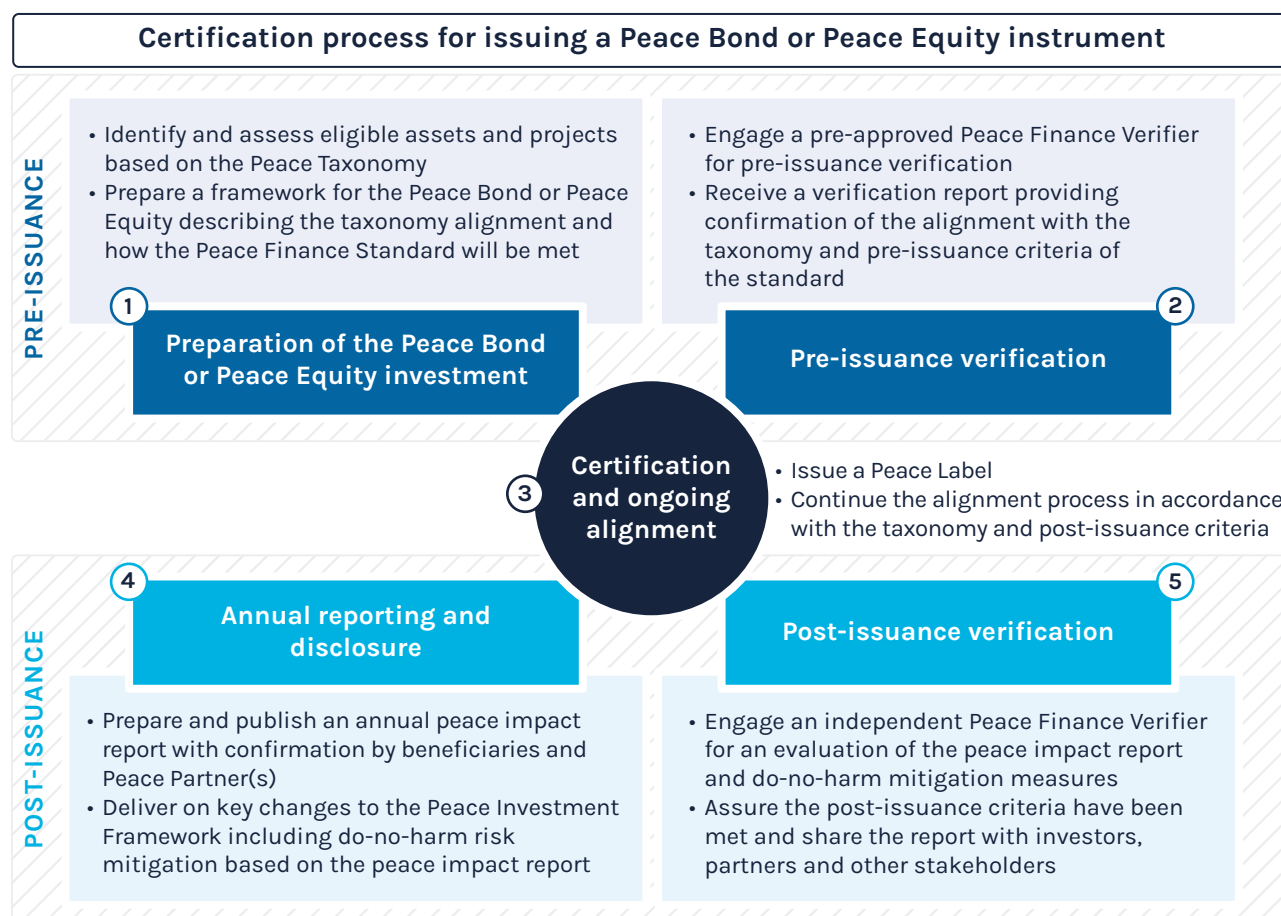 Certification process for issuing a Peace Bond or Peace Equity instrument
PRE-ISSUANCE
• Identify and assess eligible assets and projects
based on the Peace Taxonomy
• Prepare a framework for the Peace Bond or Peace
Equity describing the taxonomy alignment and
how the Peace Finance Standard will be met
1
Preparation of the Peace Bond
or Peace Equity investment
• Engage a pre-approved Peace Finance Verifier
for pre-issuance verification
• Receive a verification report providing
confirmation of the alignment with the
taxonomy and pre-issuance criteria of
the standard
2
Pre-issuance verification
3
Certification
and ongoing
alignment
• Issue a Peace Label
• Continue the alignment process in accordance
with the taxonomy and post-issuance criteria
POST-ISSUANCE
4
Annual reporting and
disclosure
• Prepare and publish an annual peace impact
report with confirmation by beneficiaries and
Peace Partner(s)
• Deliver on key changes to the Peace Investment
Framework including do-no-harm risk
mitigation based on the peace impact report
5
Post-issuance verification
• Engage an independent Peace Finance Verifier
for an evaluation of the peace impact report
and do-no-harm mitigation measures
• Assure the post-issuance criteria have been
met and share the report with investors,
partners and other stakeholders